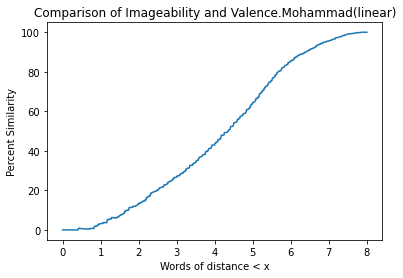 Comparison of Imageability and Valence.Mohammad(linear)
100
80
60
40
20
0
Percent Similarity
0 1 2 3 4 5 6 7 8
Words of distance < x